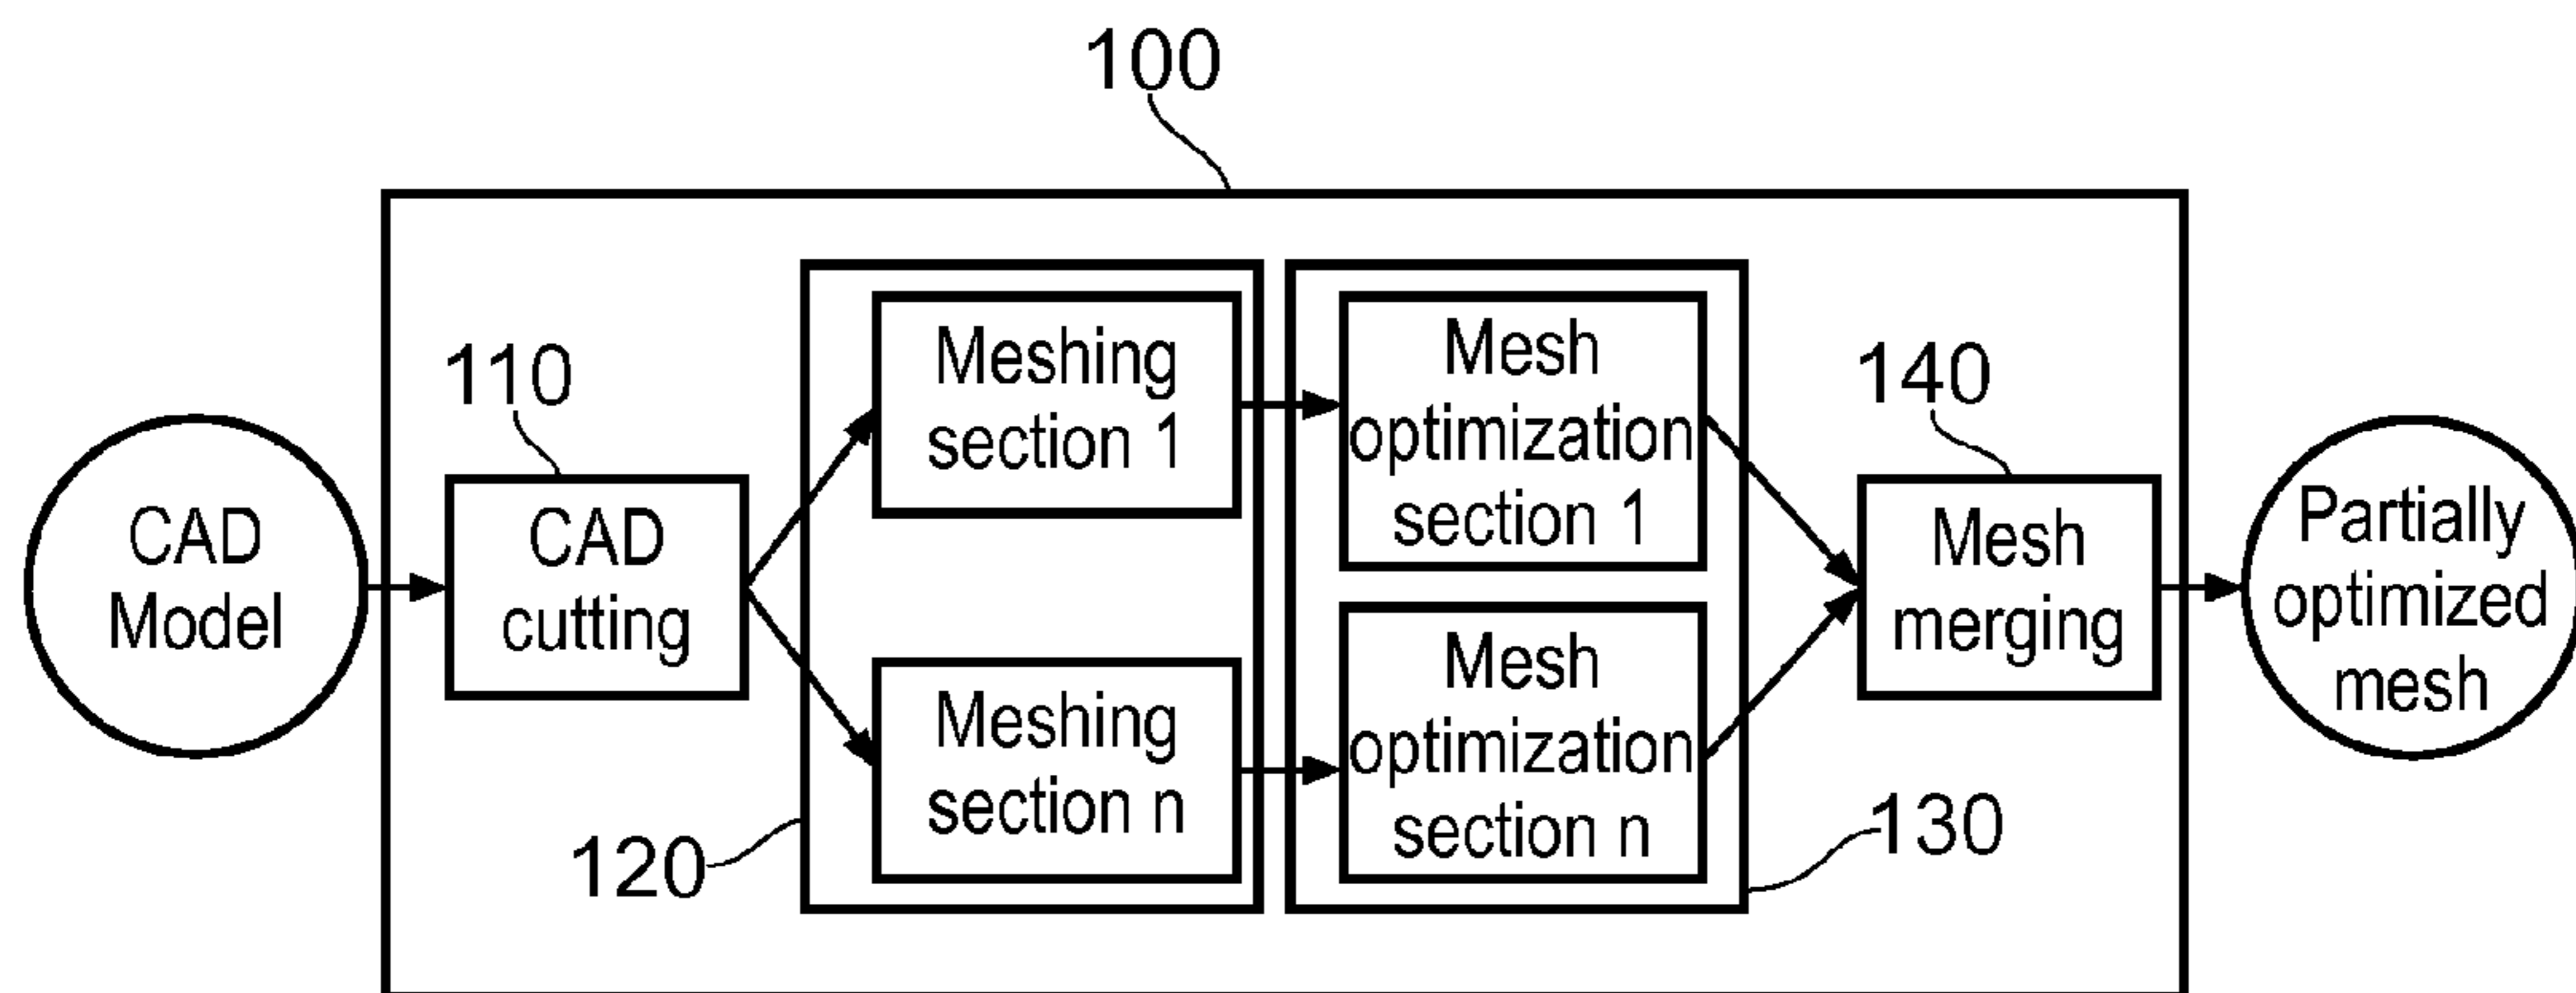 100
110
120
130
140
CAD
Model
CAD
cutting
Meshing
section 1
Meshing
section n
Mesh
optimization
section 1
Mesh
optimization
section n
Mesh
merging
Partially
optimized
mesh